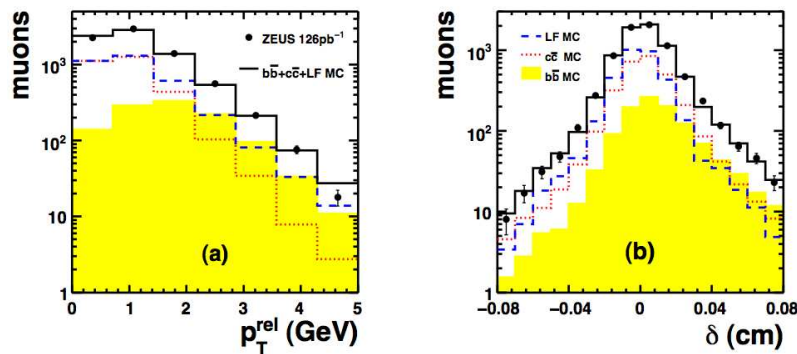 muons
10³
10²
10
1
ZEUS 126pb⁻¹
bb̄+cc̄+LF MC
(a)
0 1 2 3 4 5
p_T^rel (GeV)
muons
10³
10²
10
1
LF MC
cc̄ MC
bb̄ MC
(b)
−0.08 −0.04 0 0.04 0.08
δ (cm)